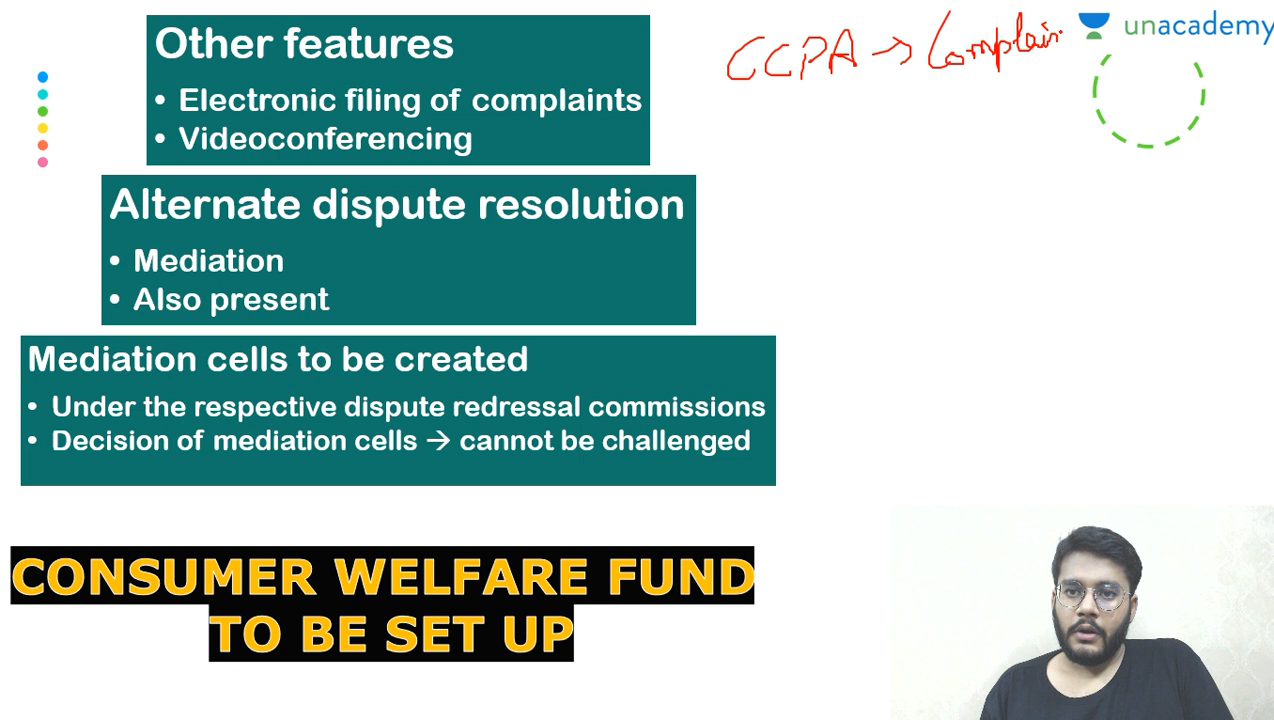 Other features
• Electronic filing of complaints
• Videoconferencing
CCPA → Complain
unacademy
Alternate dispute resolution
• Mediation
• Also present
Mediation cells to be created
• Under the respective dispute redressal commissions
• Decision of mediation cells → cannot be challenged
CONSUMER WELFARE FUND
TO BE SET UP